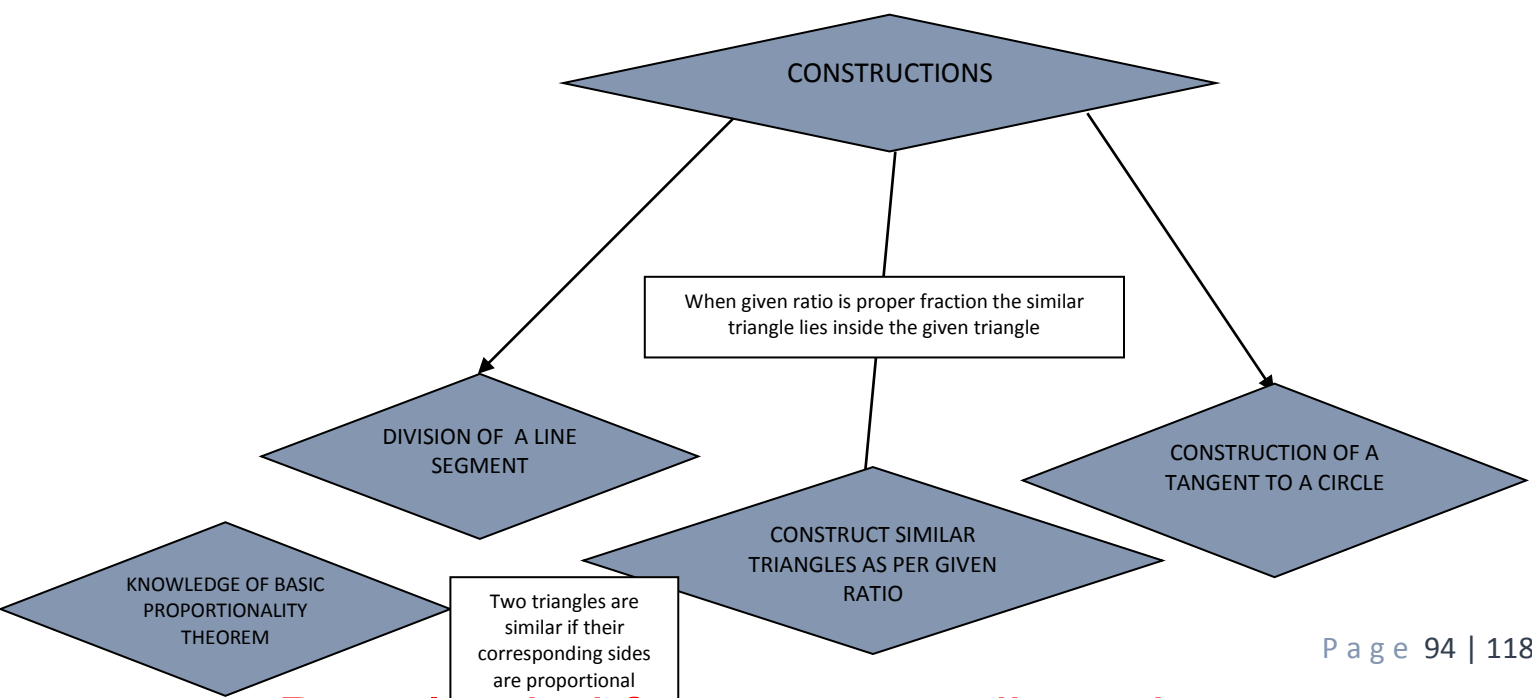 CONSTRUCTIONS
When given ratio is proper fraction the similar
triangle lies inside the given triangle
DIVISION OF A LINE
SEGMENT
CONSTRUCTION OF A
TANGENT TO A CIRCLE
CONSTRUCT SIMILAR
TRIANGLES AS PER GIVEN
RATIO
KNOWLEDGE OF BASIC
PROPORTIONALITY
THEOREM
Two triangles are
similar if their
corresponding sides
are proportional
Page 94 | 118